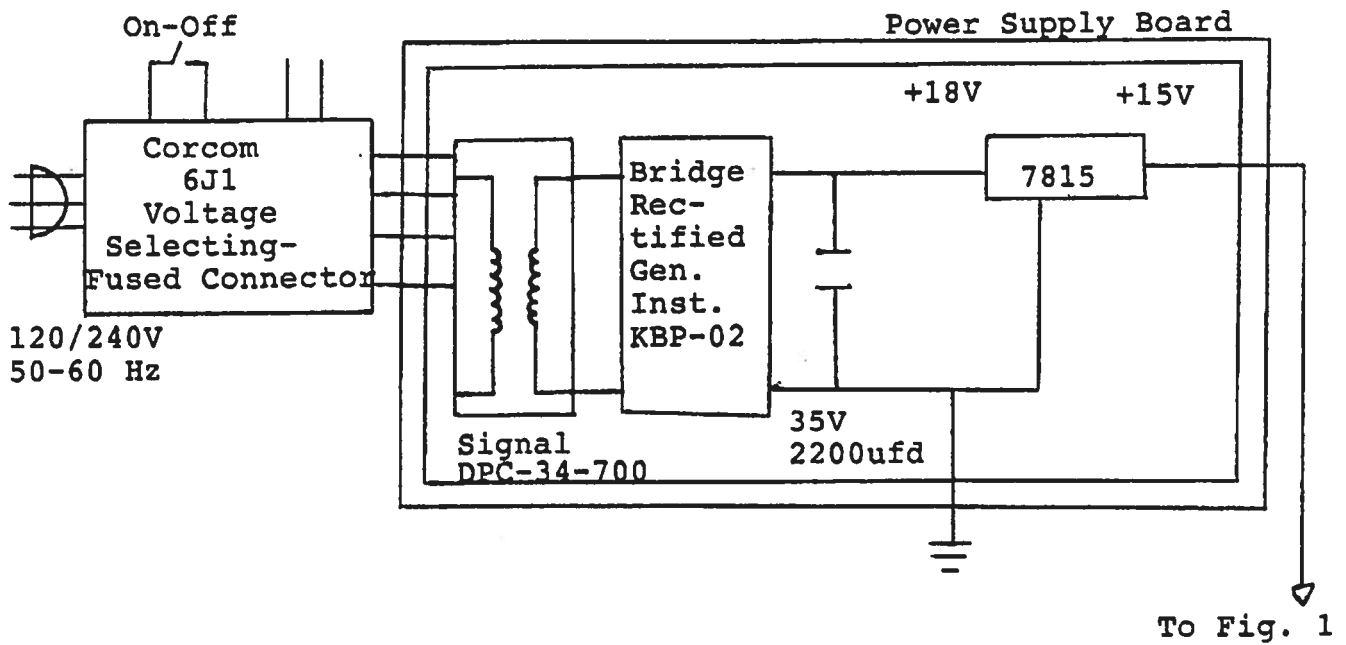 On-Off
Power Supply Board
+18V
+15V
Corcom
6J1
Voltage
Selecting-
Fused Connector
120/240V
50-60 Hz
Signal
DPC-34-700
Bridge
Rec-
tified
Gen.
Inst.
KBP-02
35V
2200ufd
7815
To Fig. 1